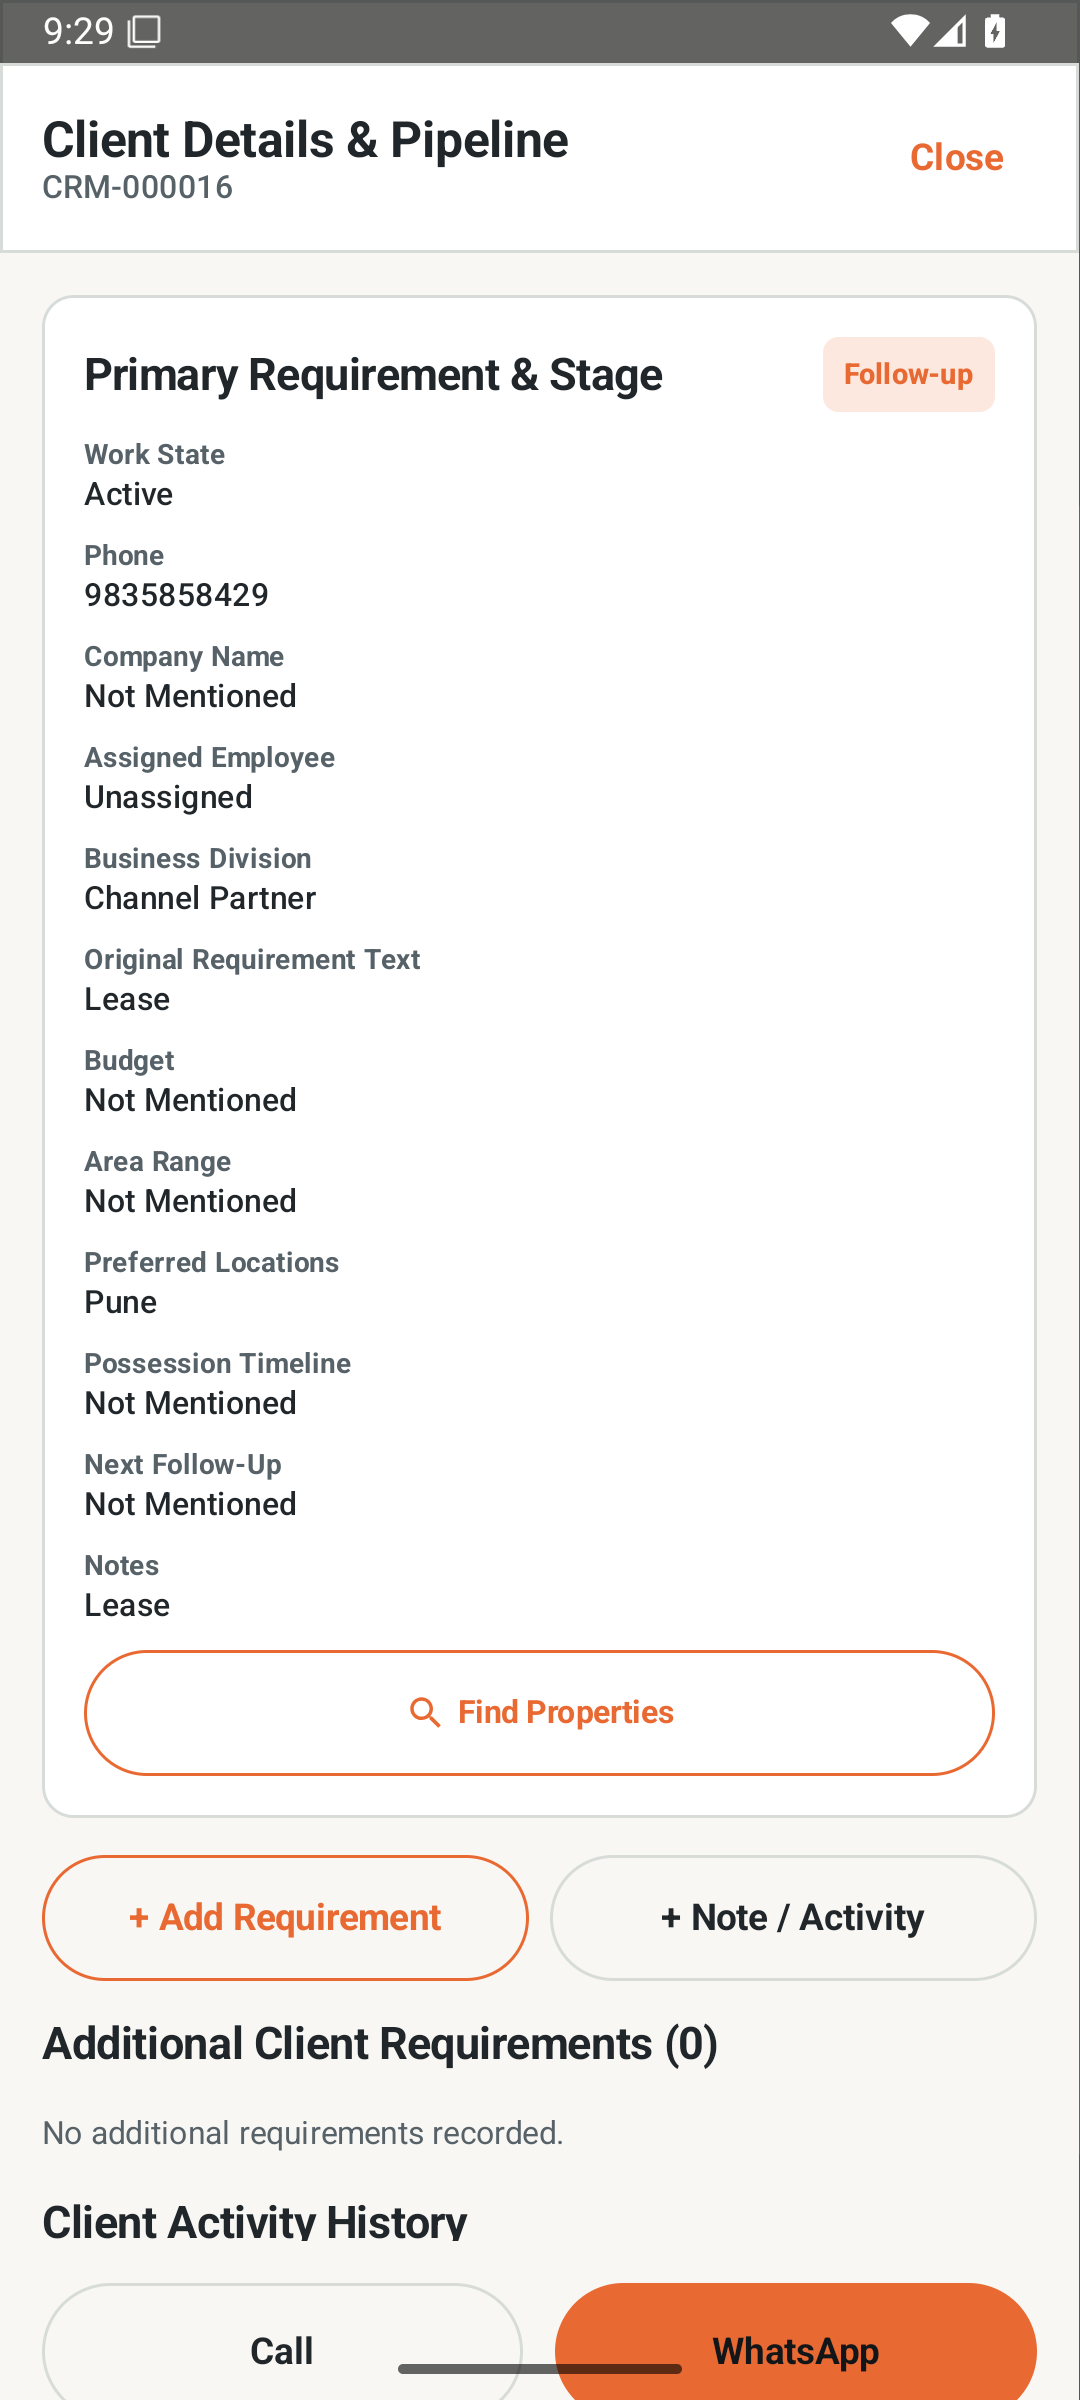 9:29
Client Details & Pipeline
CRM-000016
Close
Primary Requirement & Stage
Follow-up
Work State
Active
Phone
9835858429
Company Name
Not Mentioned
Assigned Employee
Unassigned
Business Division
Channel Partner
Original Requirement Text
Lease
Budget
Not Mentioned
Area Range
Not Mentioned
Preferred Locations
Pune
Possession Timeline
Not Mentioned
Next Follow-Up
Not Mentioned
Notes
Lease
Find Properties
+ Add Requirement
+ Note / Activity
Additional Client Requirements (0)
No additional requirements recorded.
Client Activity History
Call
WhatsApp